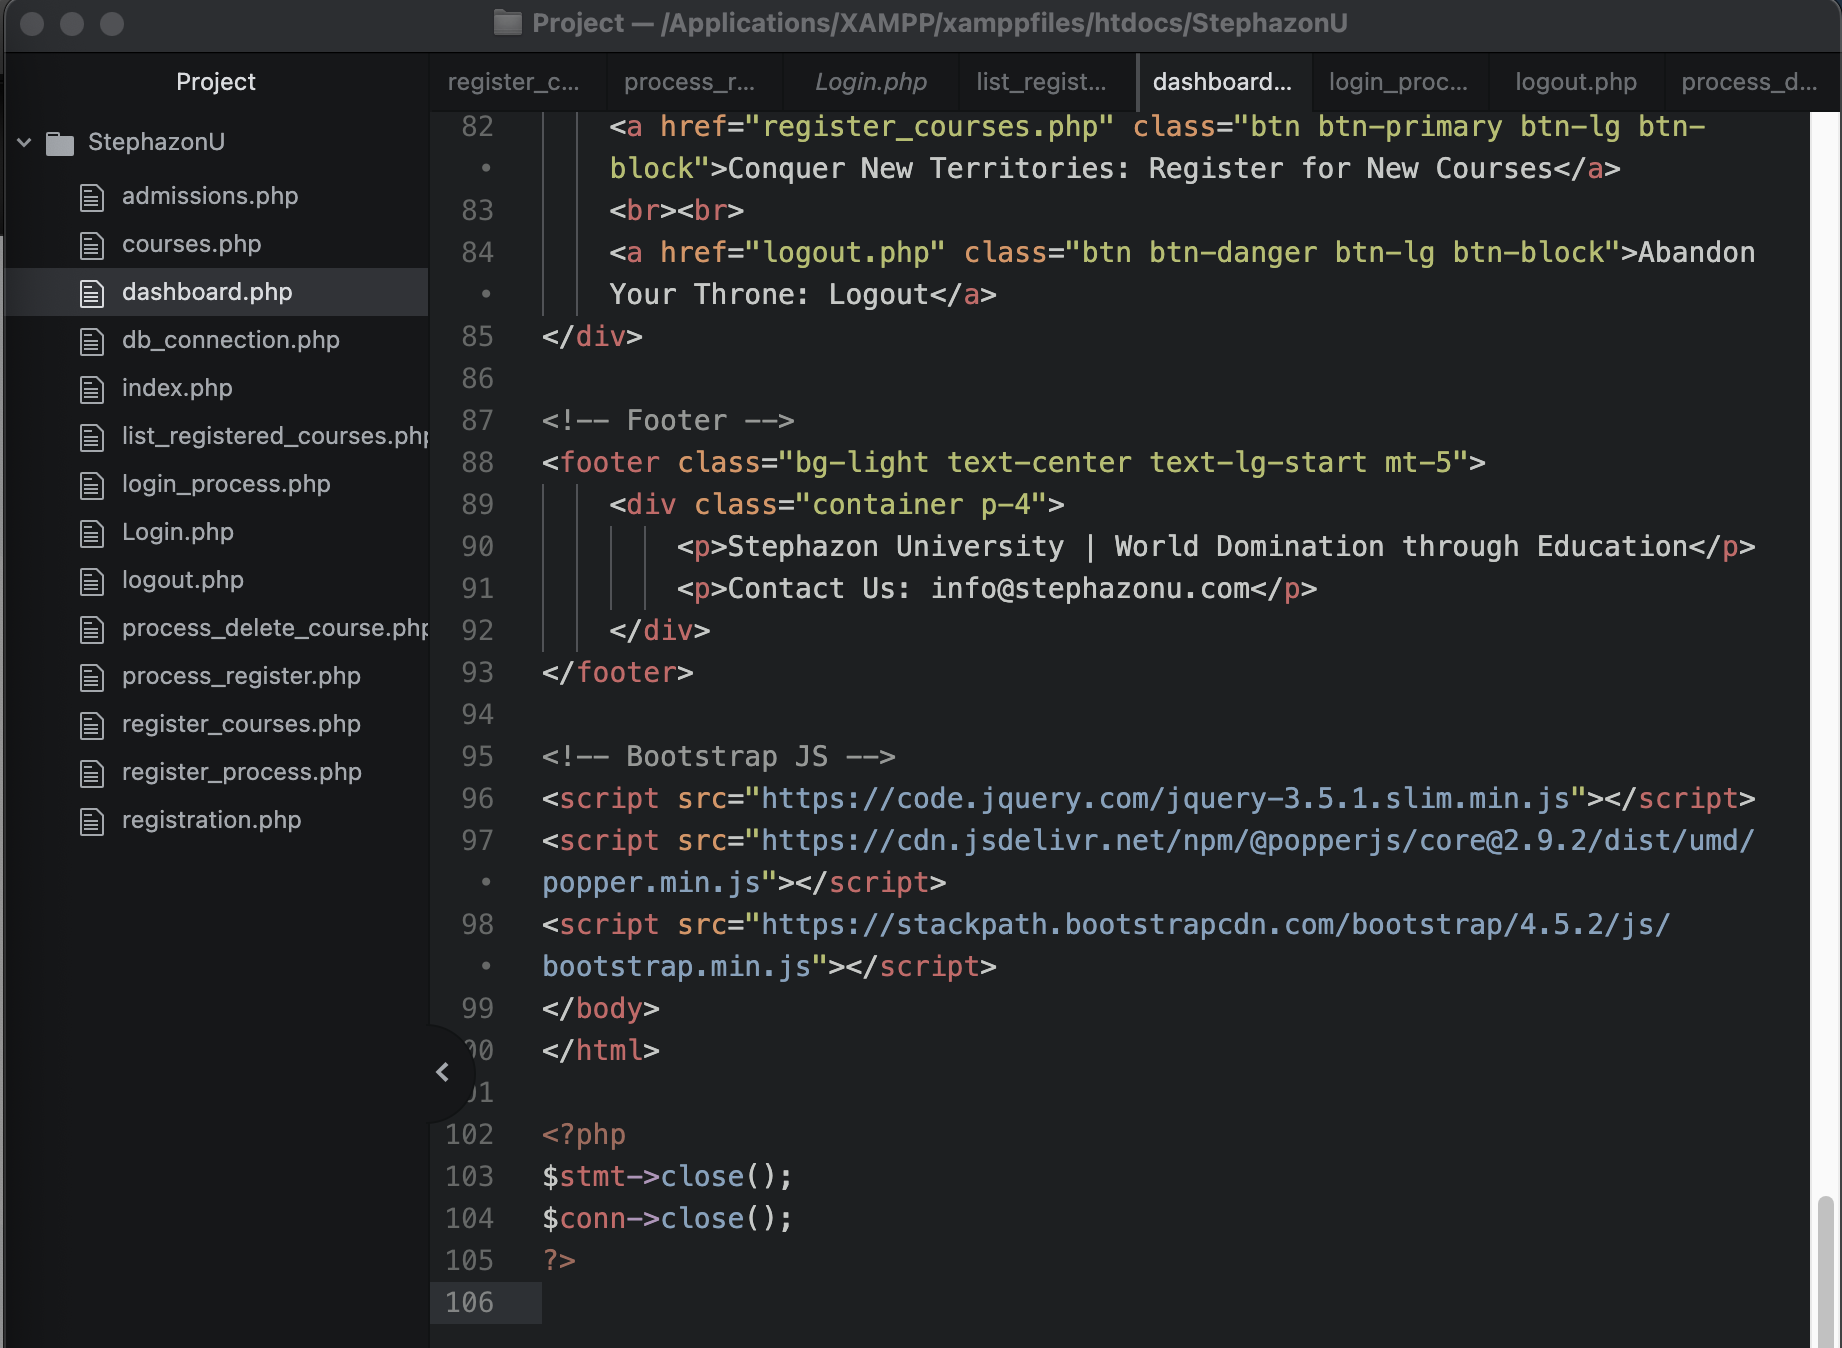 Project — /Applications/XAMPP/xamppfiles/htdocs/StephazonU
Project
StephazonU
admissions.php
courses.php
dashboard.php
db_connection.php
index.php
list_registered_courses.php
login_process.php
Login.php
logout.php
process_delete_course.php
process_register.php
register_courses.php
register_process.php
registration.php
register_c... process_r... Login.php list_regist... dashboard... login_proc... logout.php process_d...
82 <a href="register_courses.php" class="btn btn-primary btn-lg btn-
• block">Conquer New Territories: Register for New Courses</a>
83 <br><br>
84 <a href="logout.php" class="btn btn-danger btn-lg btn-block">Abandon
• Your Throne: Logout</a>
85 </div>
86
87 <!-- Footer -->
88 <footer class="bg-light text-center text-lg-start mt-5">
89 <div class="container p-4">
90 <p>Stephazon University | World Domination through Education</p>
91 <p>Contact Us: info@stephazonu.com</p>
92 </div>
93 </footer>
94
95 <!-- Bootstrap JS -->
96 <script src="https://code.jquery.com/jquery-3.5.1.slim.min.js"></script>
97 <script src="https://cdn.jsdelivr.net/npm/@popperjs/core@2.9.2/dist/umd/
• popper.min.js"></script>
98 <script src="https://stackpath.bootstrapcdn.com/bootstrap/4.5.2/js/
• bootstrap.min.js"></script>
99 </body>
00 </html>
01
102 <?php
103 $stmt->close();
104 $conn->close();
105 ?>
106